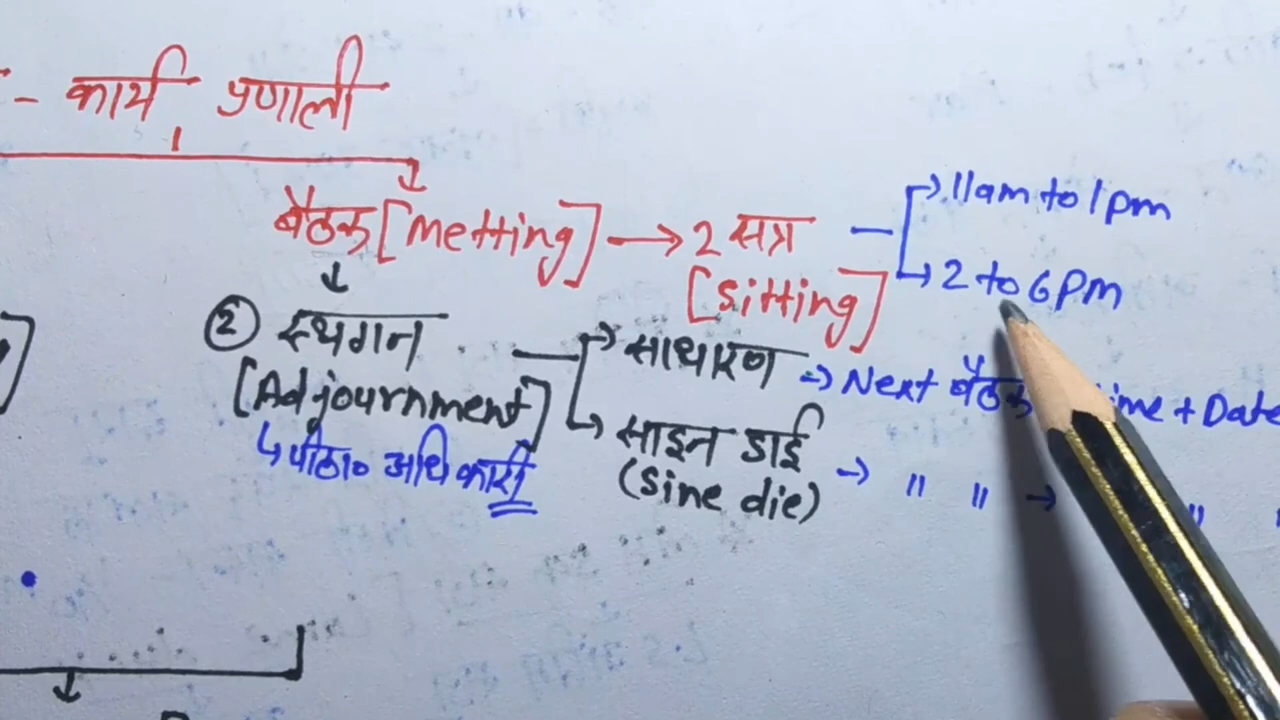 - कार्य प्रणाली
बैठक [metting] → 2 सत्र
[sitting]
→ 11am to 1pm
→ 2 to 6pm
② स्थगन
[Adjournment]
↳ पीठा० अधिकारी
→ साधारण → Next बैठक Time + Date
→ साइन डाई
(sine die) → " " → "